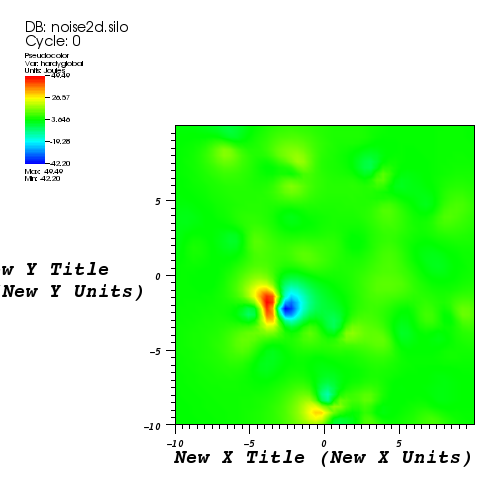 DB: noise2d.silo
Cycle: 0
Pseudocolor
Var: hardyglobal
Units: Joules
49.49
26.57
3.646
-19.28
-42.20
Max: 49.49
Min: -42.20
5
0
-5
-10
w Y Title
New Y Units)
-10
-5
0
5
New X Title (New X Units)